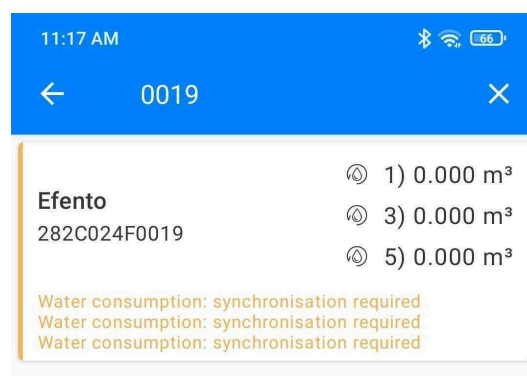 11:17 AM
66
0019
Efento
282C024F0019
1) 0.000 m³
3) 0.000 m³
5) 0.000 m³
Water consumption: synchronisation required
Water consumption: synchronisation required
Water consumption: synchronisation required